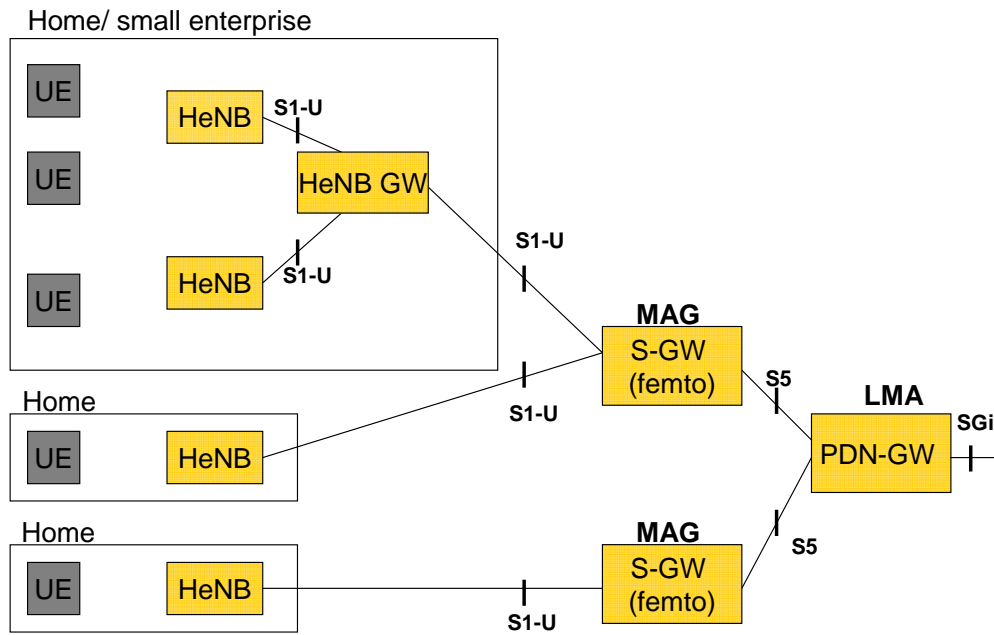 Home/ small enterprise
UE
HeNB
S1-U
UE
HeNB GW
S1-U
UE
HeNB
S1-U
MAG
S-GW
(femto)
S5
LMA
SGi
PDN-GW
Home
UE
HeNB
S1-U
Home
UE
HeNB
S1-U
MAG
S-GW
(femto)
S5